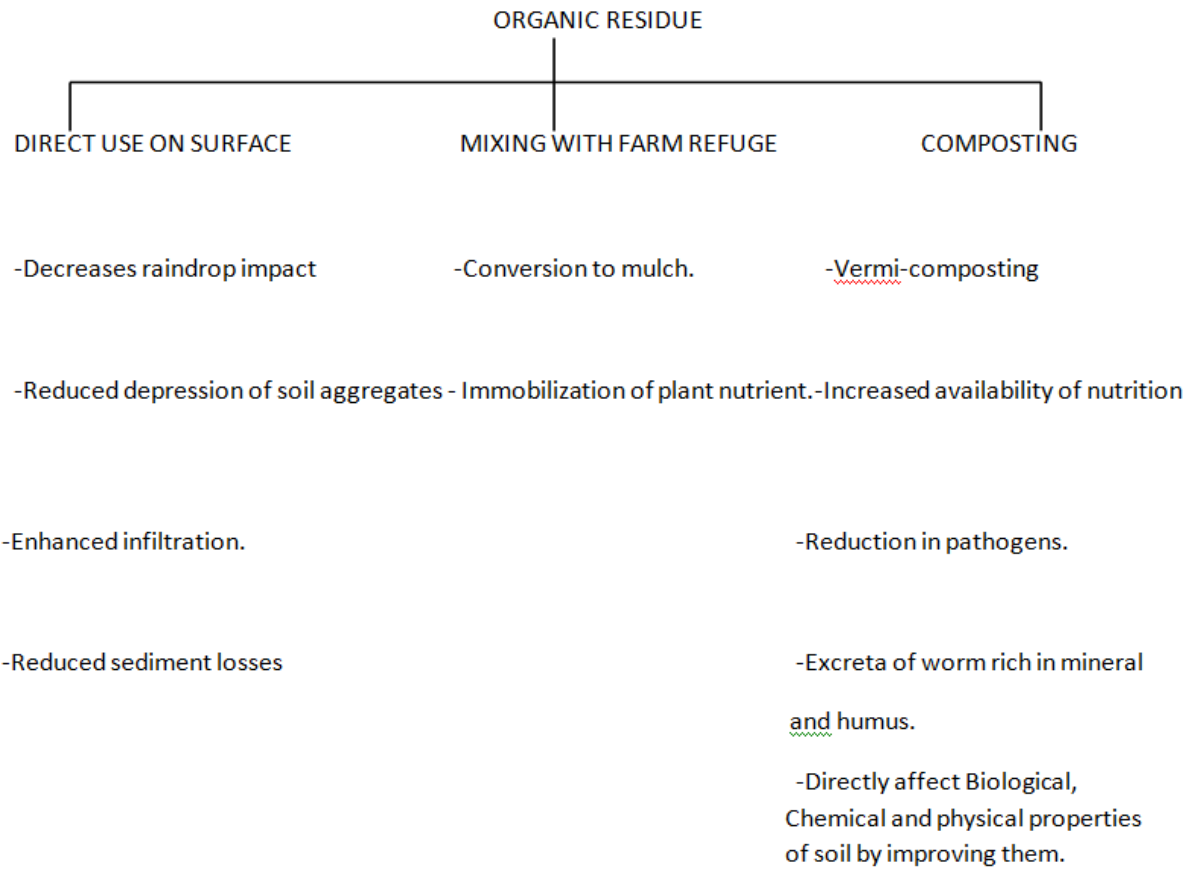 ORGANIC RESIDUE
DIRECT USE ON SURFACE MIXING WITH FARM REFUGE COMPOSTING
-Decreases raindrop impact -Conversion to mulch. -Vermi-composting
-Reduced depression of soil aggregates - Immobilization of plant nutrient.-Increased availability of nutrition
-Enhanced infiltration. -Reduction in pathogens.
-Reduced sediment losses -Excreta of worm rich in mineral
and humus.
-Directly affect Biological,
Chemical and physical properties
of soil by improving them.